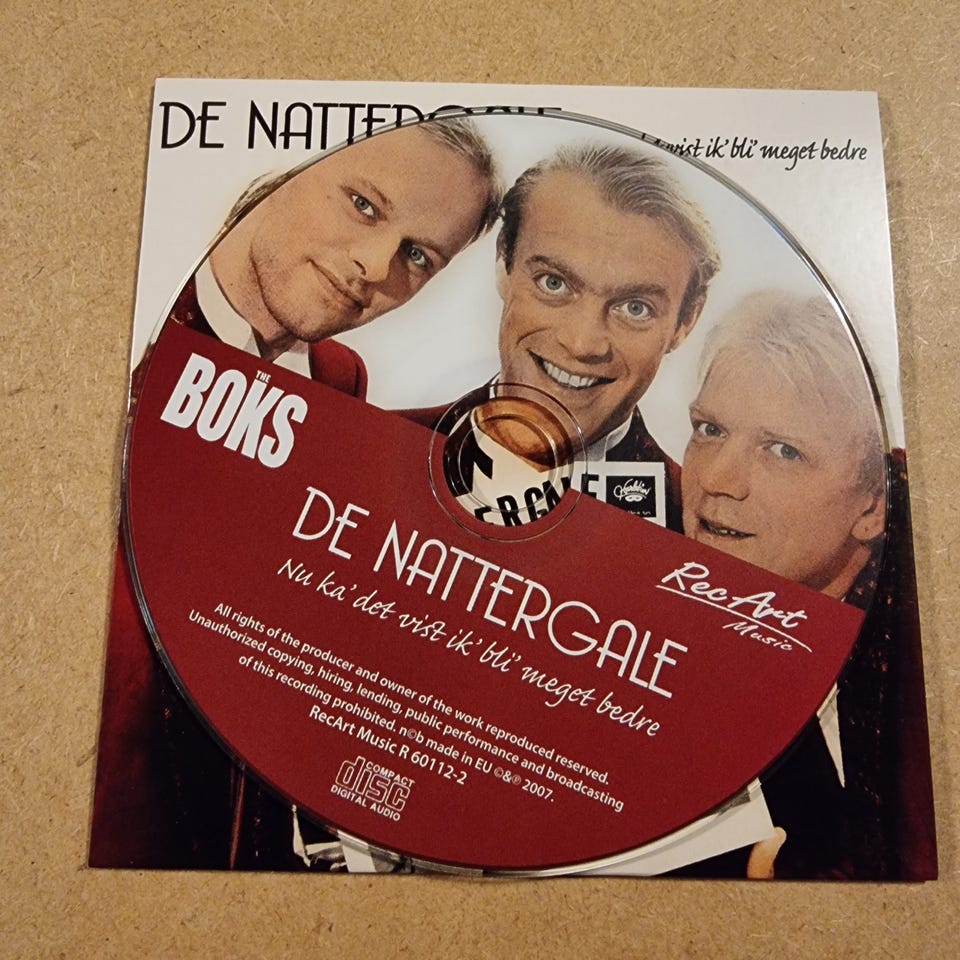 DE NATTERGALE
vist ik' bli' meget bedre
THE
BOKS
ERGALE
DE NATTERGALE
Nu ka' det vist ik' bli' meget bedre
RecArt
Music
All rights of the producer and owner of the work reproduced reserved.
Unauthorized copying, hiring, lending, public performance and broadcasting
of this recording prohibited. n©b made in EU ©&℗ 2007.
RecArt Music R 60112-2
COMPACT
disc
DIGITAL AUDIO